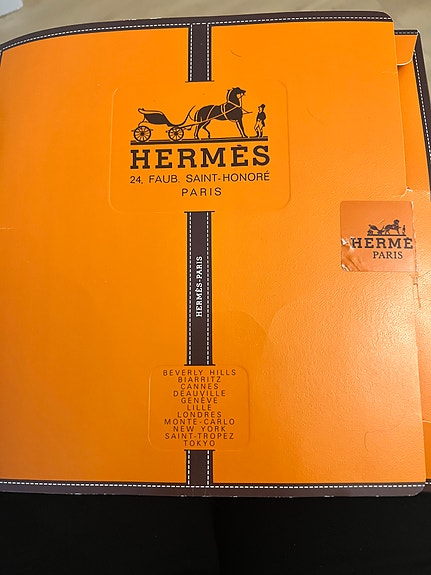 HERMÈS
24, FAUB. SAINT-HONORÉ
PARIS
HERMÈS-PARIS
HERMÈ
PARIS
BEVERLY HILLS
BIARRITZ
CANNES
DEAUVILLE
GENÈVE
LILLE
LONDRES
MONTE-CARLO
NEW YORK
SAINT-TROPEZ
TOKYO